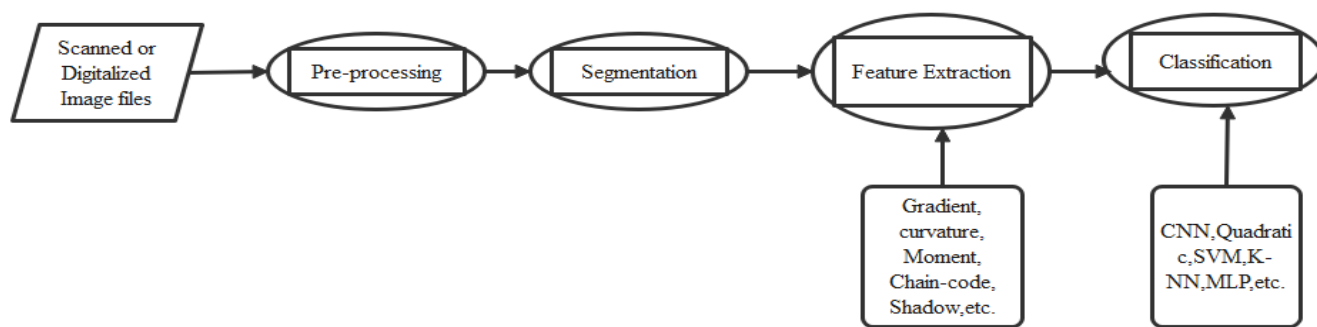 Scanned or
Digitalized
Image files
Pre-processing
Segmentation
Feature Extraction
Classification
Gradient,
curvature,
Moment,
Chain-code,
Shadow,etc.
CNN,Quadrati
c,SVM,K-
NN,MLP,etc.